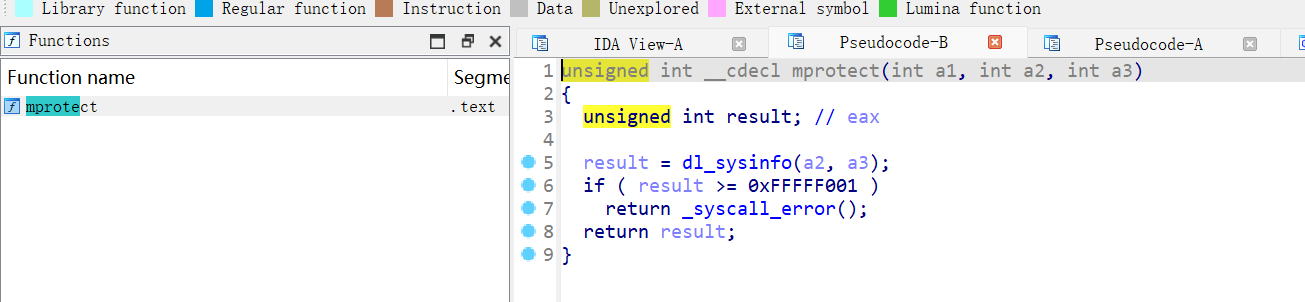 Library function Regular function Instruction Data Unexplored External symbol Lumina function
Functions
Function name Segme
mprotect .text
IDA View-A Pseudocode-B Pseudocode-A
1 unsigned int __cdecl mprotect(int a1, int a2, int a3)
2 {
3 unsigned int result; // eax
4
5 result = dl_sysinfo(a2, a3);
6 if ( result >= 0xFFFFF001 )
7 return _syscall_error();
8 return result;
9 }